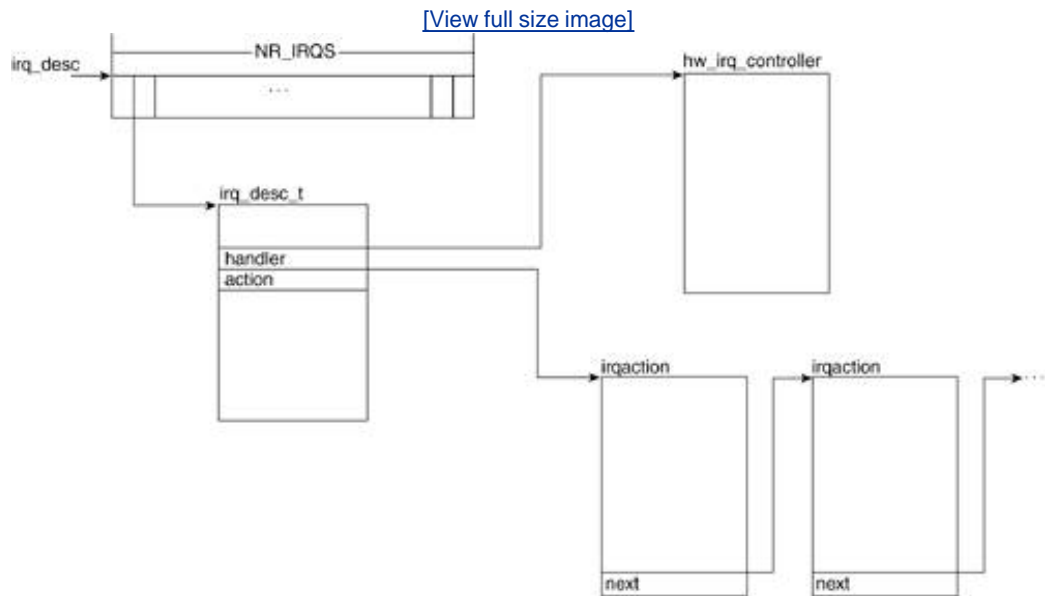 [View full size image]
NR_IRQS
irq_desc
hw_irq_controller
...
irq_desc_t
handler
action
irqaction
irqaction
...
next
next